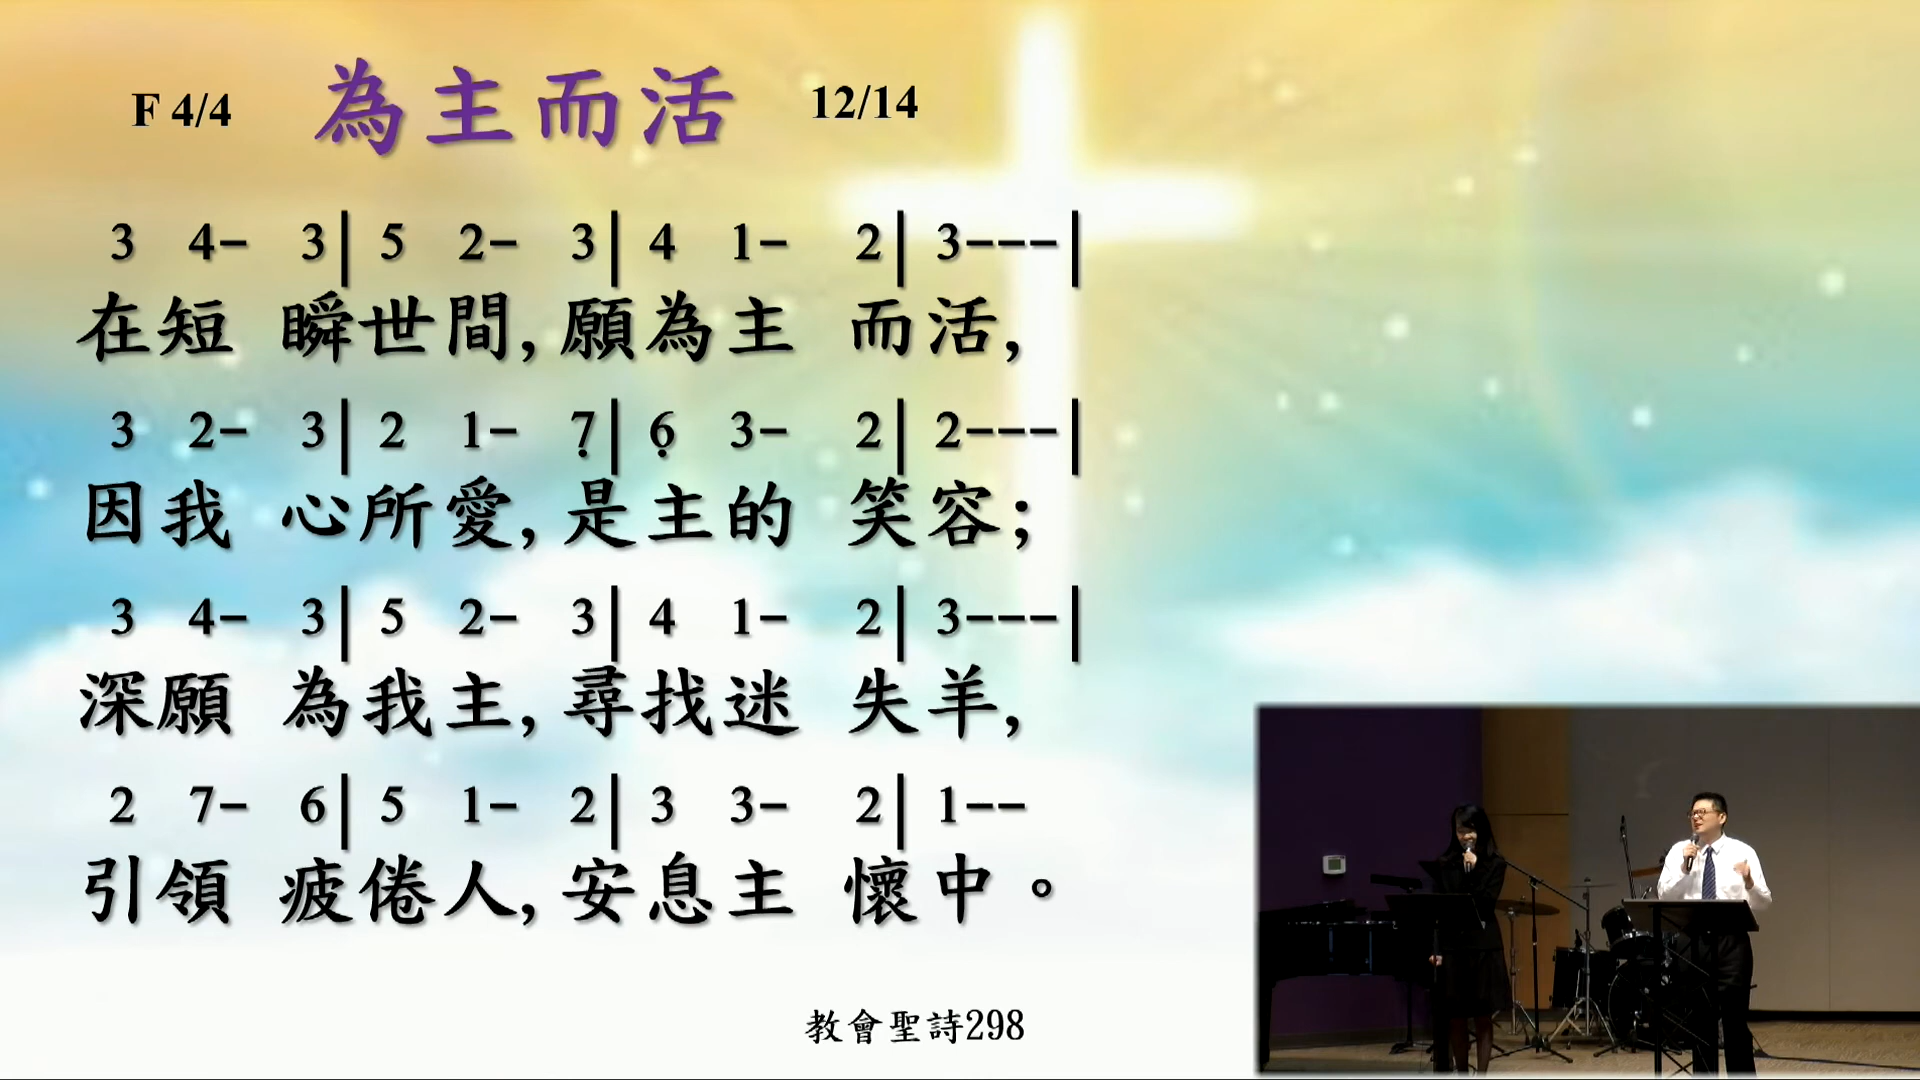 F 4/4 為主而活 12/14
3 4- 3| 5 2- 3| 4 1- 2| 3---|
在短 瞬世間,願為主 而活,
3 2- 3| 2 1- 7̣| 6̣ 3- 2| 2---|
因我 心所愛,是主的 笑容;
3 4- 3| 5 2- 3| 4 1- 2| 3---|
深願 為我主,尋找迷 失羊,
2 7- 6| 5 1- 2| 3 3- 2| 1--
引領 疲倦人,安息主 懷中。
教會聖詩298